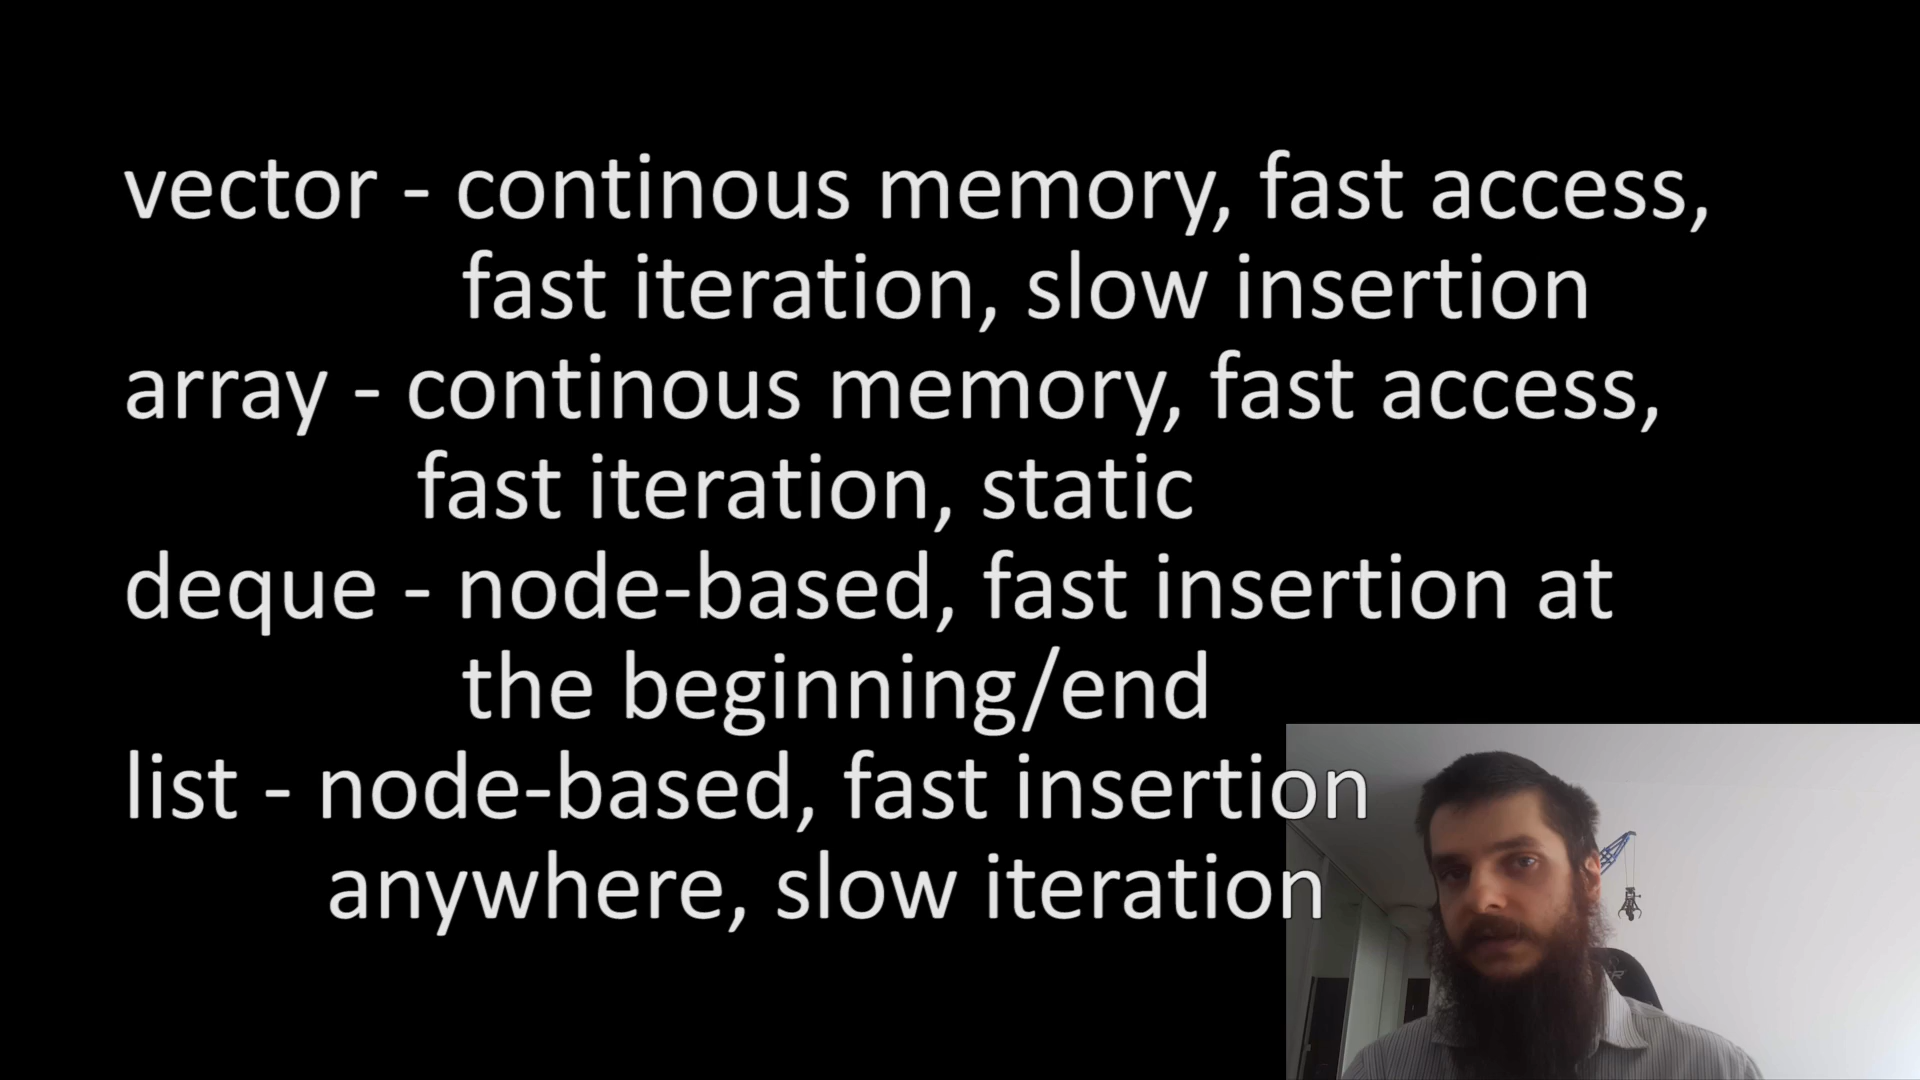 vector - continous memory, fast access,
fast iteration, slow insertion
array - continous memory, fast access,
fast iteration, static
deque - node-based, fast insertion at
the beginning/end
list - node-based, fast insertion
anywhere, slow iteration